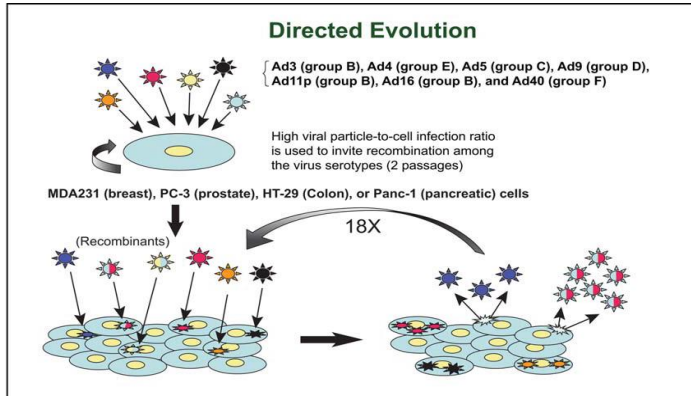 Directed Evolution
Ad3 (group B), Ad4 (group E), Ad5 (group C), Ad9 (group D),
Ad11p (group B), Ad16 (group B), and Ad40 (group F)
High viral particle-to-cell infection ratio
is used to invite recombination among
the virus serotypes (2 passages)
MDA231 (breast), PC-3 (prostate), HT-29 (Colon), or Panc-1 (pancreatic) cells
18X
(Recombinants)